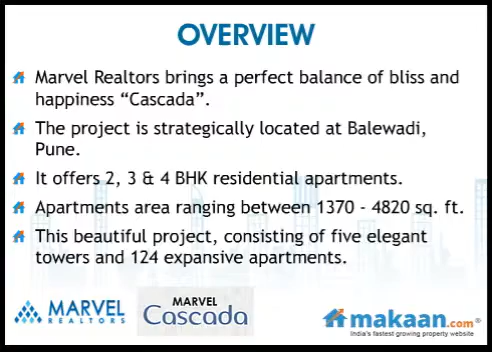 OVERVIEW
Marvel Realtors brings a perfect balance of bliss and
happiness “Cascada”.
The project is strategically located at Balewadi,
Pune.
It offers 2, 3 & 4 BHK residential apartments.
Apartments area ranging between 1370 - 4820 sq. ft.
This beautiful project, consisting of five elegant
towers and 124 expansive apartments.
MARVEL
REALTORS
MARVEL
Cascada
makaan.com®
India's fastest growing property website